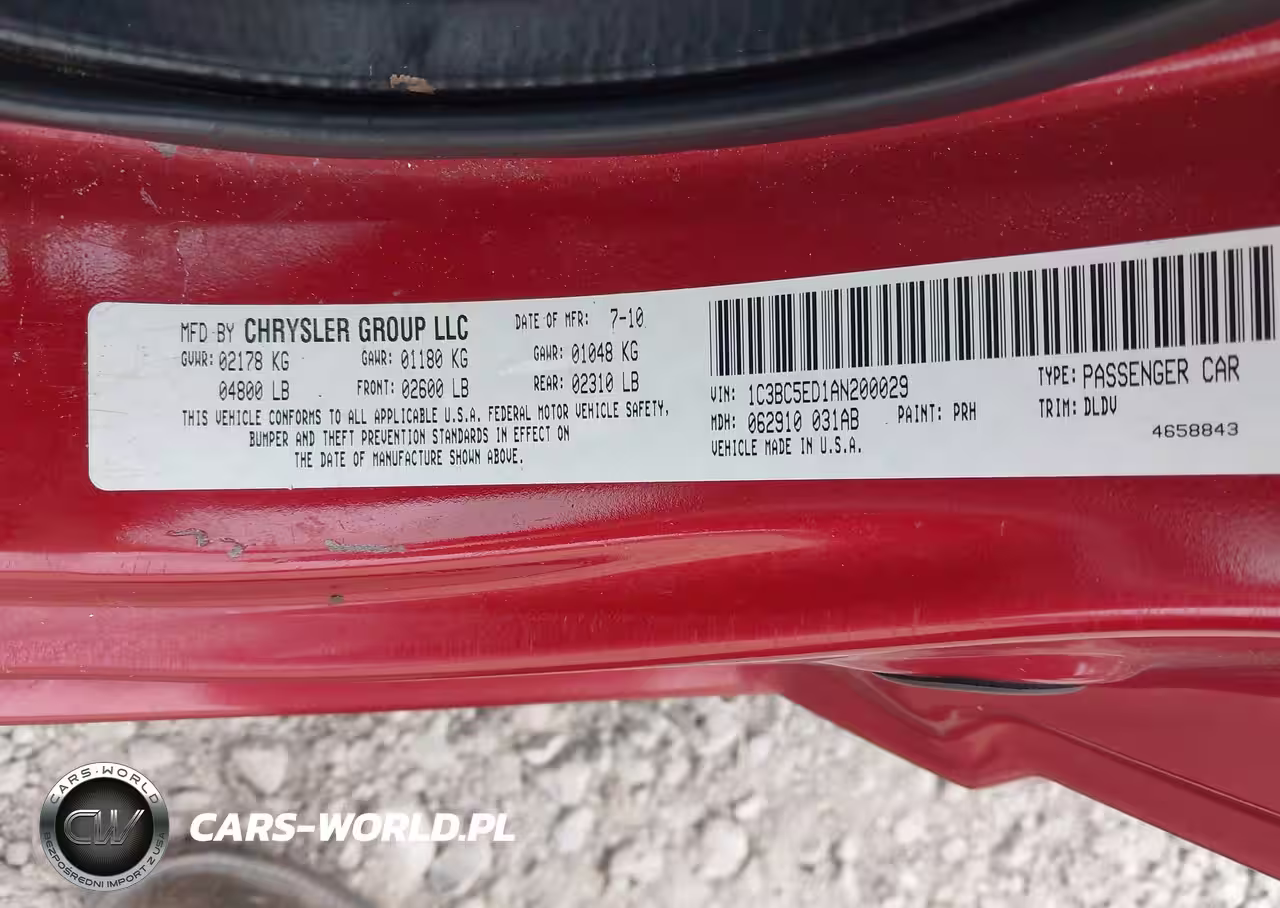 MFD BY CHRYSLER GROUP LLC DATE OF MFR: 7-10
GVWR: 02178 KG GAWR: 01180 KG GAWR: 01048 KG
04800 LB FRONT: 02600 LB REAR: 02310 LB
THIS VEHICLE CONFORMS TO ALL APPLICABLE U.S.A. FEDERAL MOTOR VEHICLE SAFETY,
BUMPER AND THEFT PREVENTION STANDARDS IN EFFECT ON
THE DATE OF MANUFACTURE SHOWN ABOVE.
VIN: 1C3BC5ED1AN200029 TYPE: PASSENGER CAR
MDH: 062910 031AB PAINT: PRH TRIM: DLDV
VEHICLE MADE IN U.S.A. 4658843
CARS-WORLD
CW
BEZPOŚREDNI IMPORT Z USA
CARS-WORLD.PL